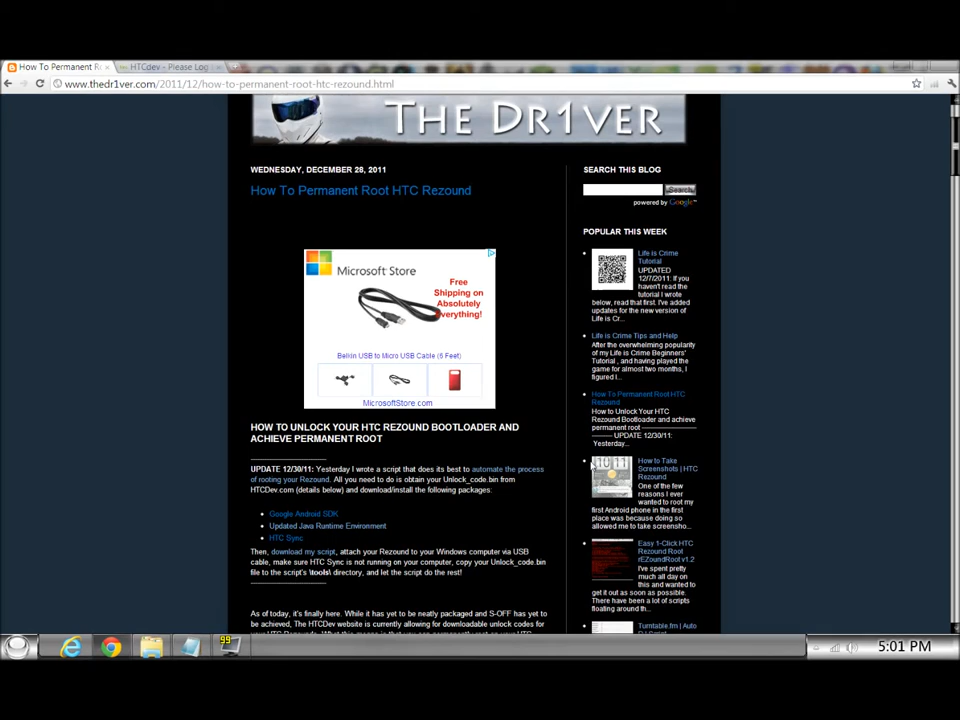 How To Permanent R
HTCdev - Please Log
www.thedr1ver.com/2011/12/how-to-permanent-root-htc-rezound.html
THE DR1VER
WEDNESDAY, DECEMBER 28, 2011
How To Permanent Root HTC Rezound
Microsoft Store
Free
Shipping on
Absolutely
Everything!
Belkin USB to Micro USB Cable (6 Feet)
MicrosoftStore.com
HOW TO UNLOCK YOUR HTC REZOUND BOOTLOADER AND
ACHIEVE PERMANENT ROOT
UPDATE 12/30/11: Yesterday I wrote a script that does its best to automate the process
of rooting your Rezound. All you need to do is obtain your Unlock_code.bin from
HTCDev.com (details below) and download/install the following packages:
Google Android SDK
Updated Java Runtime Environment
HTC Sync
Then, download my script, attach your Rezound to your Windows computer via USB
cable, make sure HTC Sync is not running on your computer, copy your Unlock_code.bin
file to the script's \tools\ directory, and let the script do the rest!
As of today, it's finally here. While it has yet to be neatly packaged and S-OFF has yet to
be achieved, The HTCDev website is currently allowing for downloadable unlock codes for
SEARCH THIS BLOG
Search
powered by Google™
POPULAR THIS WEEK
Life is Crime
Tutorial
UPDATED
12/7/2011: If you
haven't read the
tutorial I wrote
below, read that first. I've added
updates for the new version of
Life is Cr...
Life is Crime Tips and Help
After the overwhelming popularity
of my Life is Crime Beginners'
Tutorial , and having played the
game for almost two months, I
figured I...
How To Permanent Root HTC
Rezound
How to Unlock Your HTC
Rezound Bootloader and achieve
permanent root ------------------
--------- UPDATE 12/30/11:
Yesterday...
How to Take
Screenshots | HTC
Rezound
One of the few
reasons I ever
wanted to root my
first Android phone in the first
place was because doing so
allowed me to take screensho...
Easy 1-Click HTC
Rezound Root
rEZoundRoot v1.2
I've spent pretty
much all day on
this and wanted to
get it out as soon as possible.
There have been a lot of scripts
floating around th...
Turntable.fm | Auto
99
5:01 PM